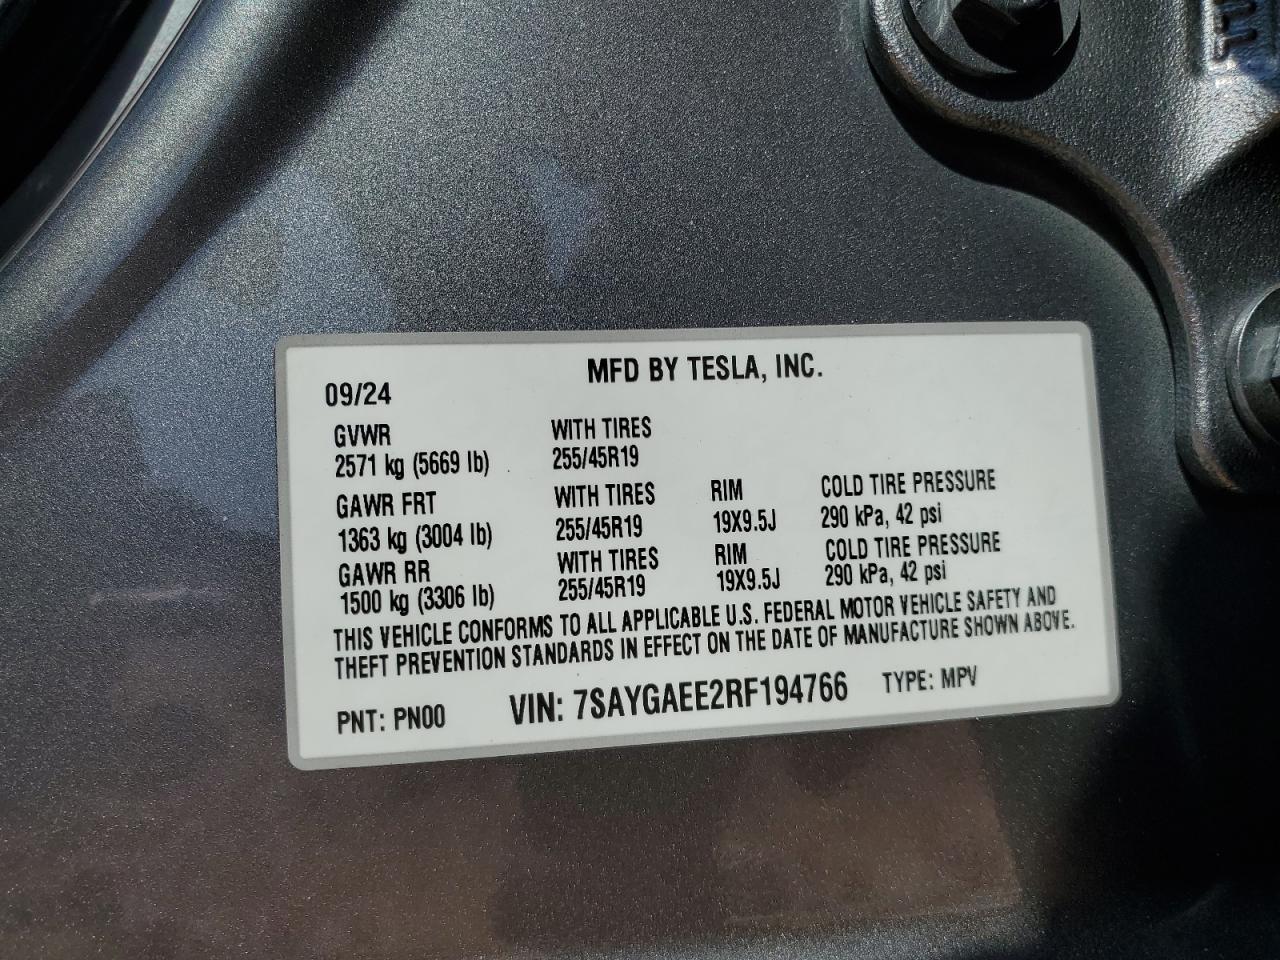 MFD BY TESLA, INC.
09/24
GVWR WITH TIRES
2571 kg (5669 lb) 255/45R19
GAWR FRT WITH TIRES RIM COLD TIRE PRESSURE
1363 kg (3004 lb) 255/45R19 19X9.5J 290 kPa, 42 psi
GAWR RR WITH TIRES RIM COLD TIRE PRESSURE
1500 kg (3306 lb) 255/45R19 19X9.5J 290 kPa, 42 psi
THIS VEHICLE CONFORMS TO ALL APPLICABLE U.S. FEDERAL MOTOR VEHICLE SAFETY AND
THEFT PREVENTION STANDARDS IN EFFECT ON THE DATE OF MANUFACTURE SHOWN ABOVE.
PNT: PN00 VIN: 7SAYGAEE2RF194766 TYPE: MPV